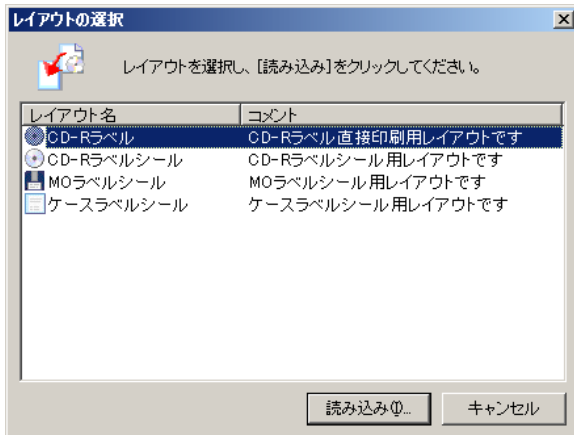 レイアウトの選択
レイアウトを選択し、[読み込み]をクリックしてください。
レイアウト名 コメント
CD-Rラベル CD-Rラベル直接印刷用レイアウトです
CD-Rラベルシール CD-Rラベルシール用レイアウトです
MOラベルシール MOラベルシール用レイアウトです
ケースラベルシール ケースラベルシール用レイアウトです
読み込み(I)... キャンセル